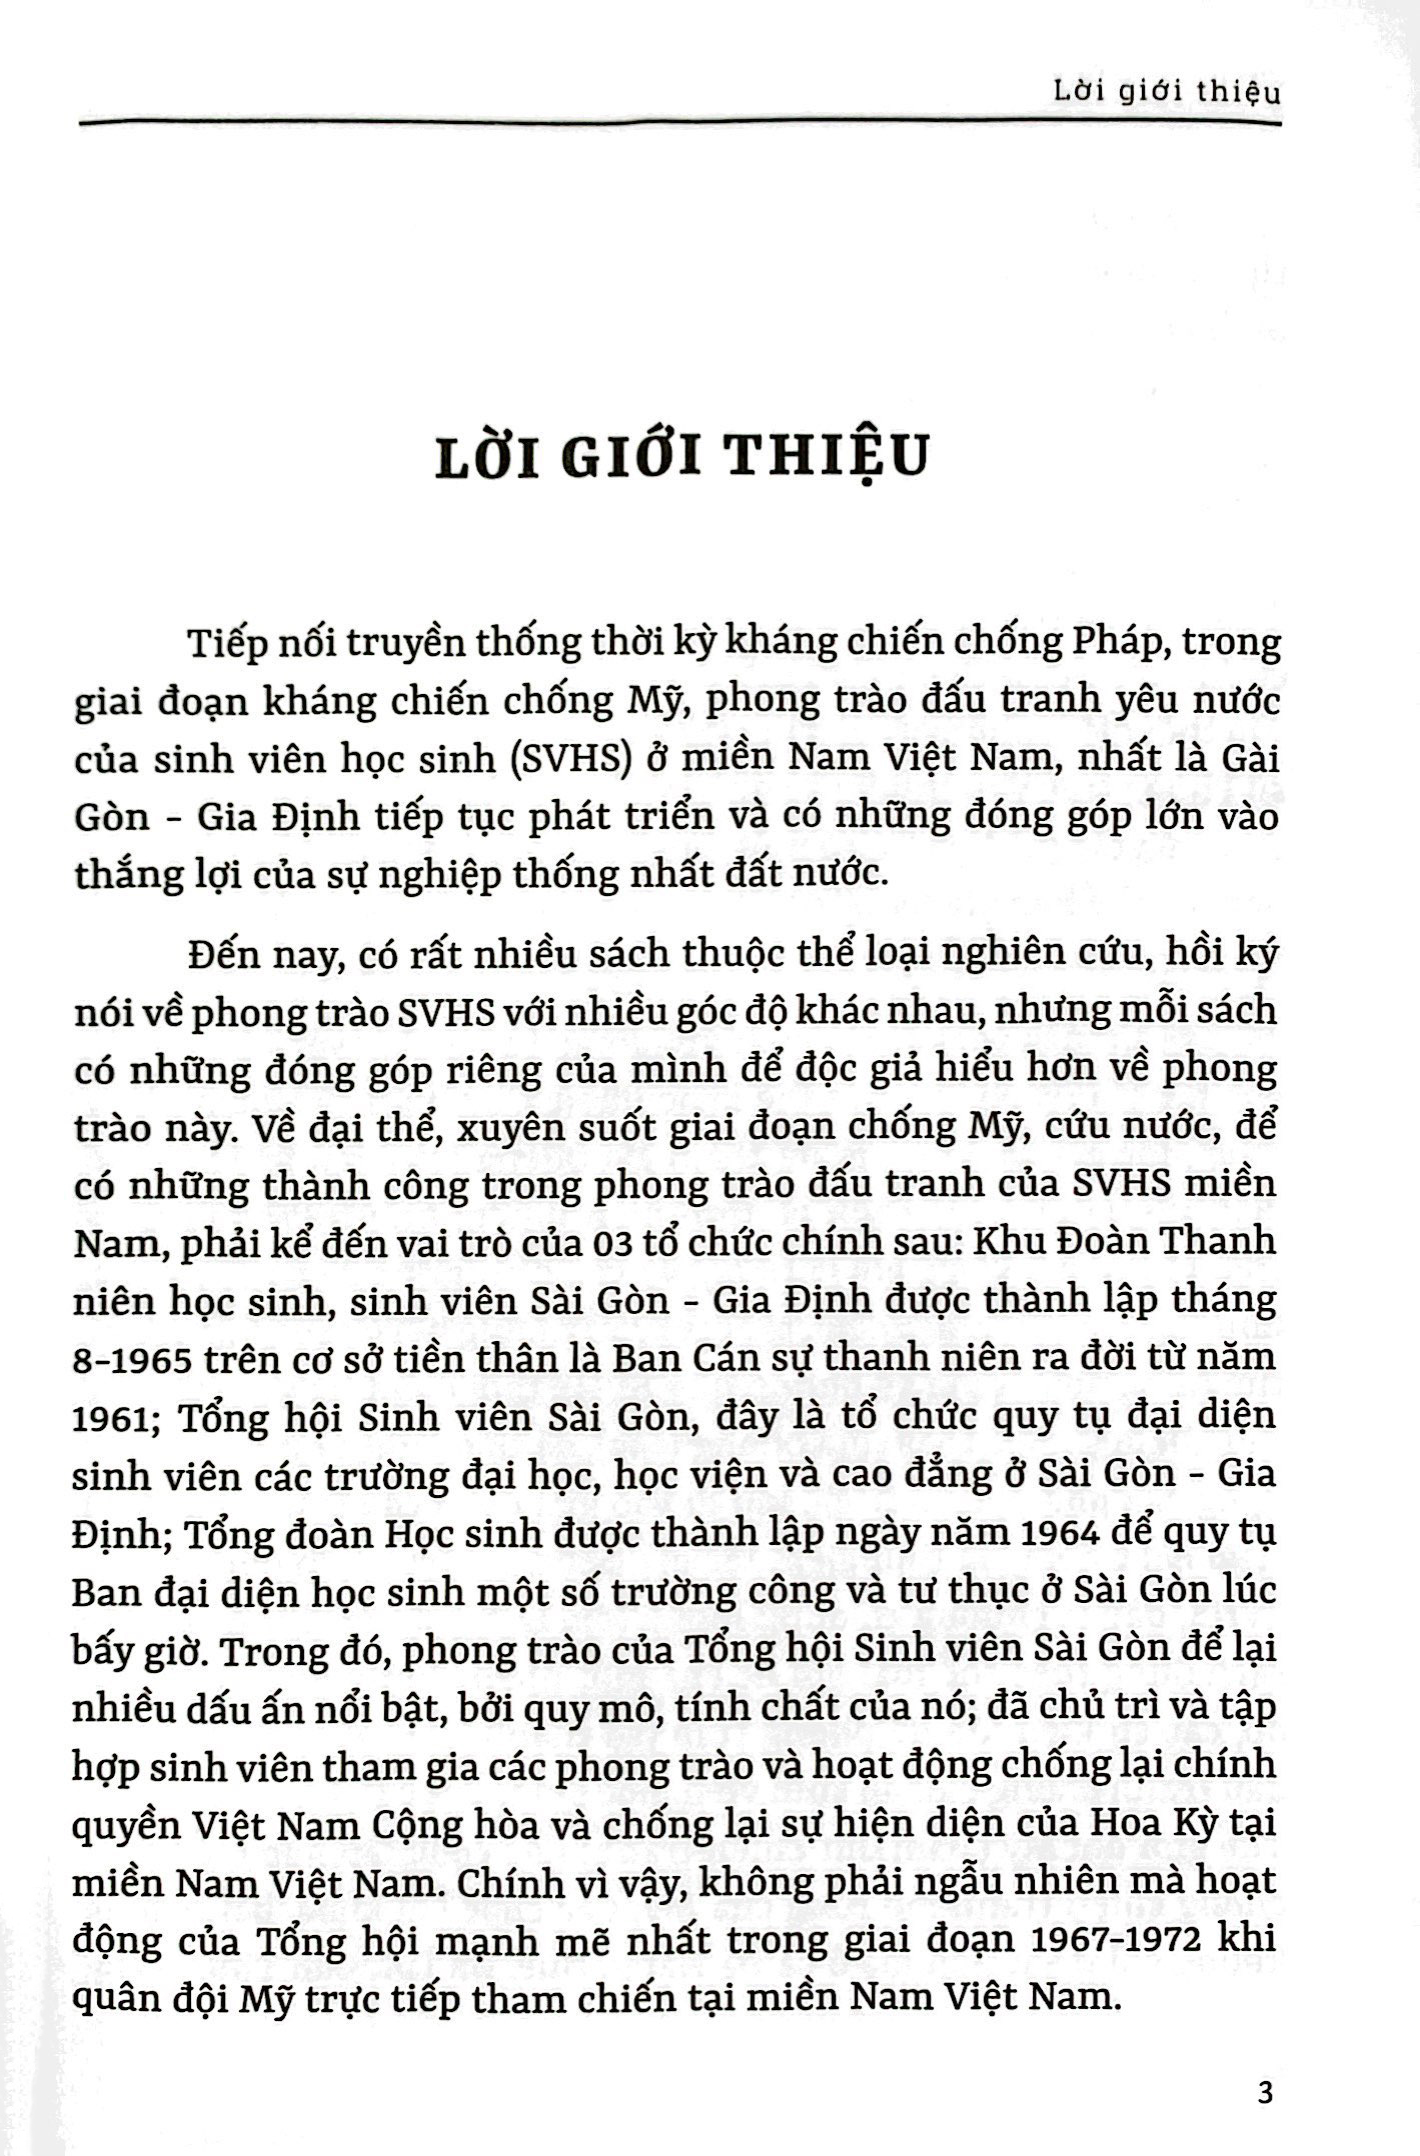 Lời giới thiệu
LỜI GIỚI THIỆU
Tiếp nối truyền thống thời kỳ kháng chiến chống Pháp, trong
giai đoạn kháng chiến chống Mỹ, phong trào đấu tranh yêu nước
của sinh viên học sinh (SVHS) ở miền Nam Việt Nam, nhất là Gài
Gòn - Gia Định tiếp tục phát triển và có những đóng góp lớn vào
thắng lợi của sự nghiệp thống nhất đất nước.
Đến nay, có rất nhiều sách thuộc thể loại nghiên cứu, hồi ký
nói về phong trào SVHS với nhiều góc độ khác nhau, nhưng mỗi sách
có những đóng góp riêng của mình để độc giả hiểu hơn về phong
trào này. Về đại thể, xuyên suốt giai đoạn chống Mỹ, cứu nước, để
có những thành công trong phong trào đấu tranh của SVHS miền
Nam, phải kể đến vai trò của 03 tổ chức chính sau: Khu Đoàn Thanh
niên học sinh, sinh viên Sài Gòn - Gia Định được thành lập tháng
8-1965 trên cơ sở tiền thân là Ban Cán sự thanh niên ra đời từ năm
1961; Tổng hội Sinh viên Sài Gòn, đây là tổ chức quy tụ đại diện
sinh viên các trường đại học, học viện và cao đẳng ở Sài Gòn - Gia
Định; Tổng đoàn Học sinh được thành lập ngày năm 1964 để quy tụ
Ban đại diện học sinh một số trường công và tư thục ở Sài Gòn lúc
bấy giờ. Trong đó, phong trào của Tổng hội Sinh viên Sài Gòn để lại
nhiều dấu ấn nổi bật, bởi quy mô, tính chất của nó; đã chủ trì và tập
hợp sinh viên tham gia các phong trào và hoạt động chống lại chính
quyền Việt Nam Cộng hòa và chống lại sự hiện diện của Hoa Kỳ tại
miền Nam Việt Nam. Chính vì vậy, không phải ngẫu nhiên mà hoạt
động của Tổng hội mạnh mẽ nhất trong giai đoạn 1967-1972 khi
quân đội Mỹ trực tiếp tham chiến tại miền Nam Việt Nam.
3